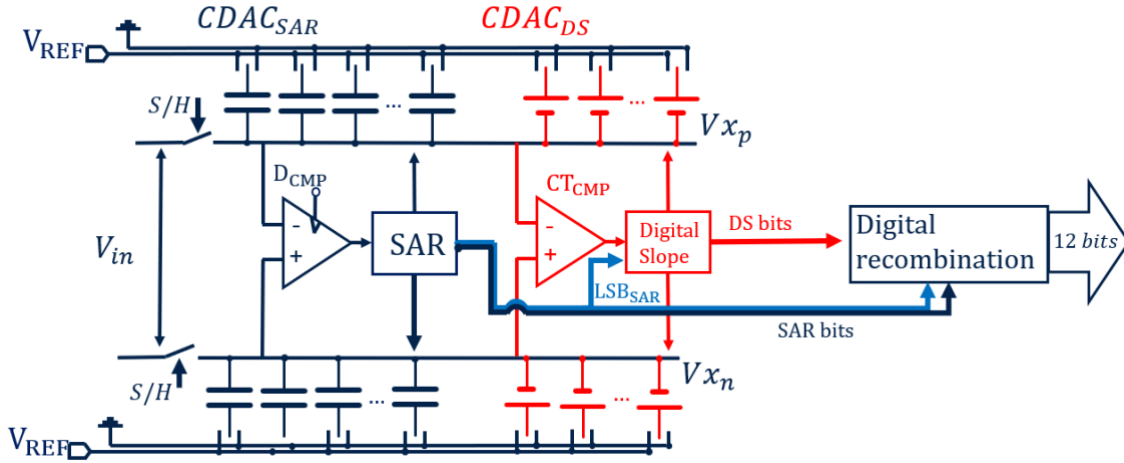 CDAC_SAR
CDAC_DS
V_REF
S/H
...
...
Vx_p
D_CMP
CT_CMP
-
+
SAR
-
+
Digital
Slope
DS bits
Digital
recombination
12 bits
V_in
LSB_SAR
SAR bits
S/H
Vx_n
...
...
V_REF